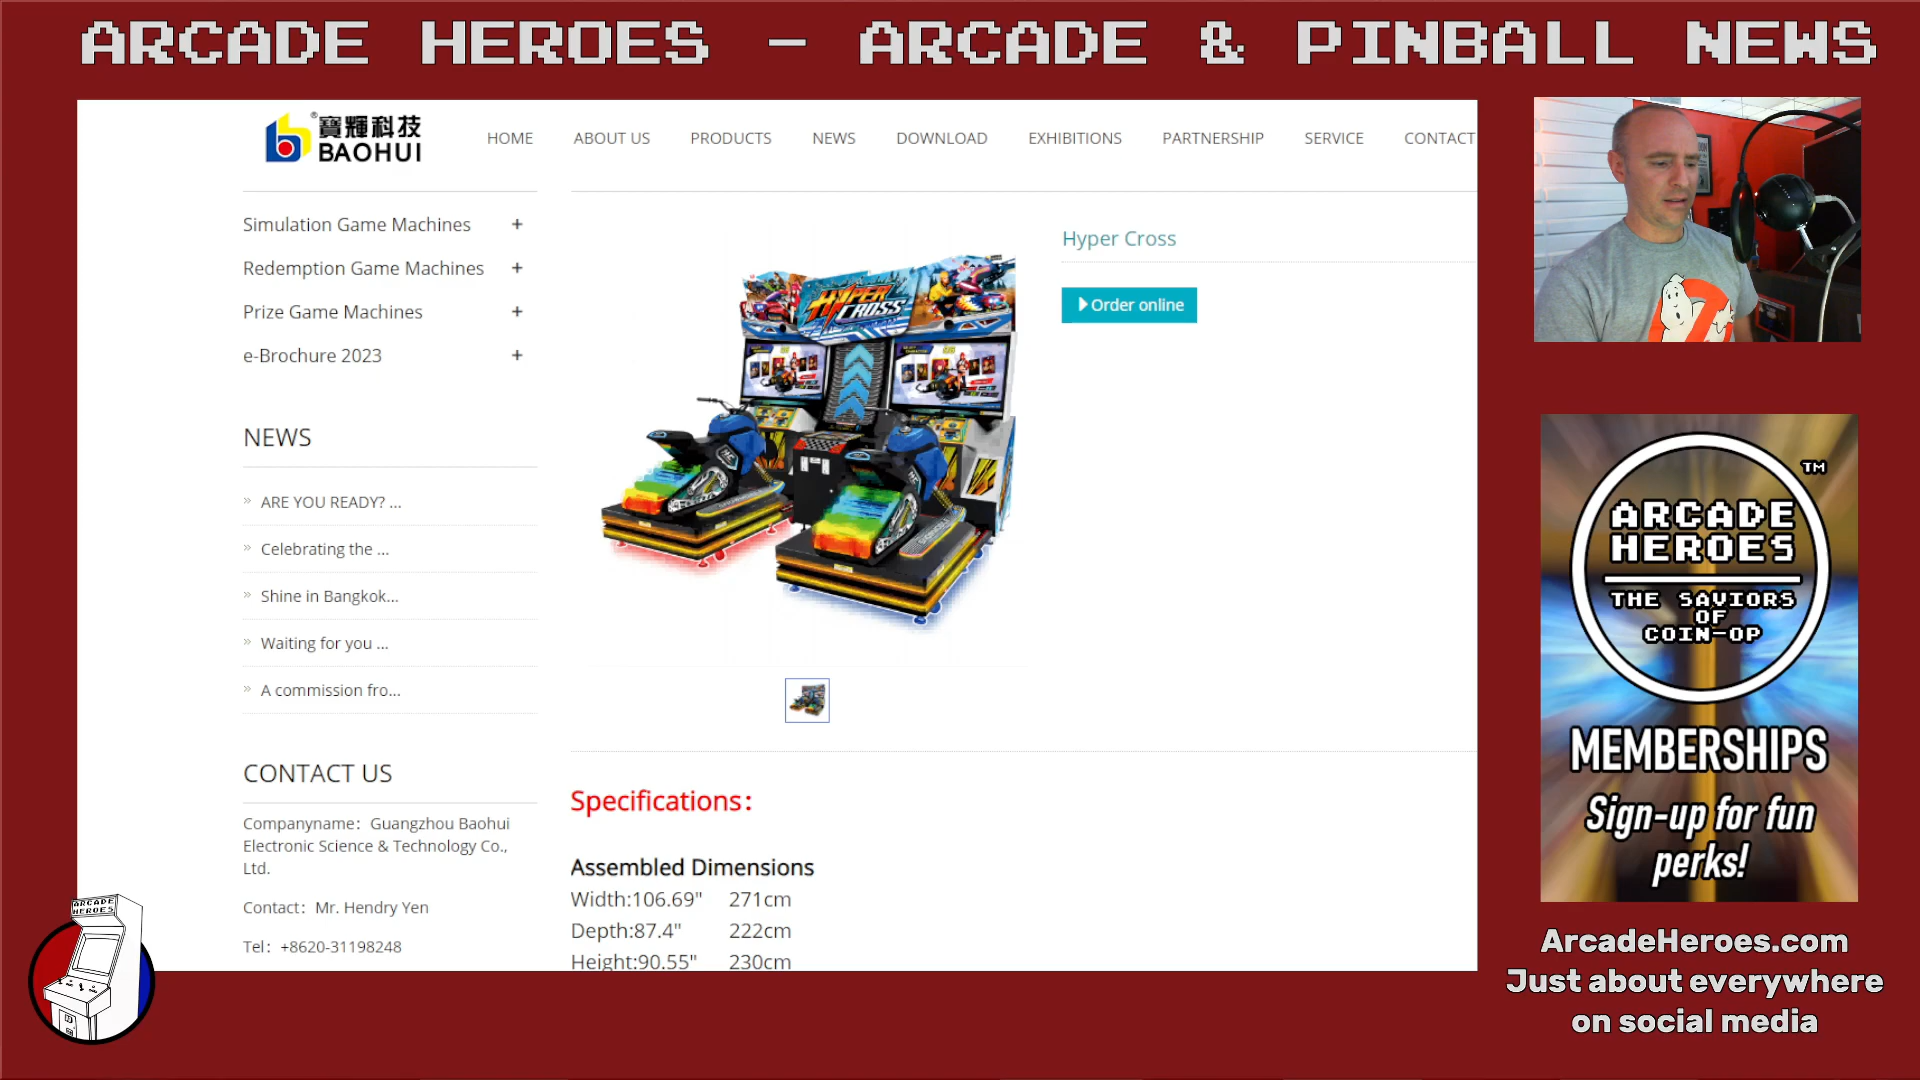 ARCADE HEROES - ARCADE & PINBALL NEWS
寶輝科技
BAOHUI
HOME ABOUT US PRODUCTS NEWS DOWNLOAD EXHIBITIONS PARTNERSHIP SERVICE CONTACT
Simulation Game Machines +
Redemption Game Machines +
Prize Game Machines +
e-Brochure 2023 +
NEWS
» ARE YOU READY? ...
» Celebrating the ...
» Shine in Bangkok...
» Waiting for you ...
» A commission fro...
CONTACT US
Companyname：Guangzhou Baohui
Electronic Science & Technology Co.,
Ltd.
Contact：Mr. Hendry Yen
Tel：+8620-31198248
HYPER
CROSS
Hyper Cross
Order online
Specifications：
Assembled Dimensions
Width:106.69" 271cm
Depth:87.4" 222cm
Height:90.55" 230cm
ARCADE
HEROES
TM
ARCADE
HEROES
THE SAVIORS
OF
COIN-OP
MEMBERSHIPS
Sign-up for fun
perks!
ArcadeHeroes.com
Just about everywhere
on social media